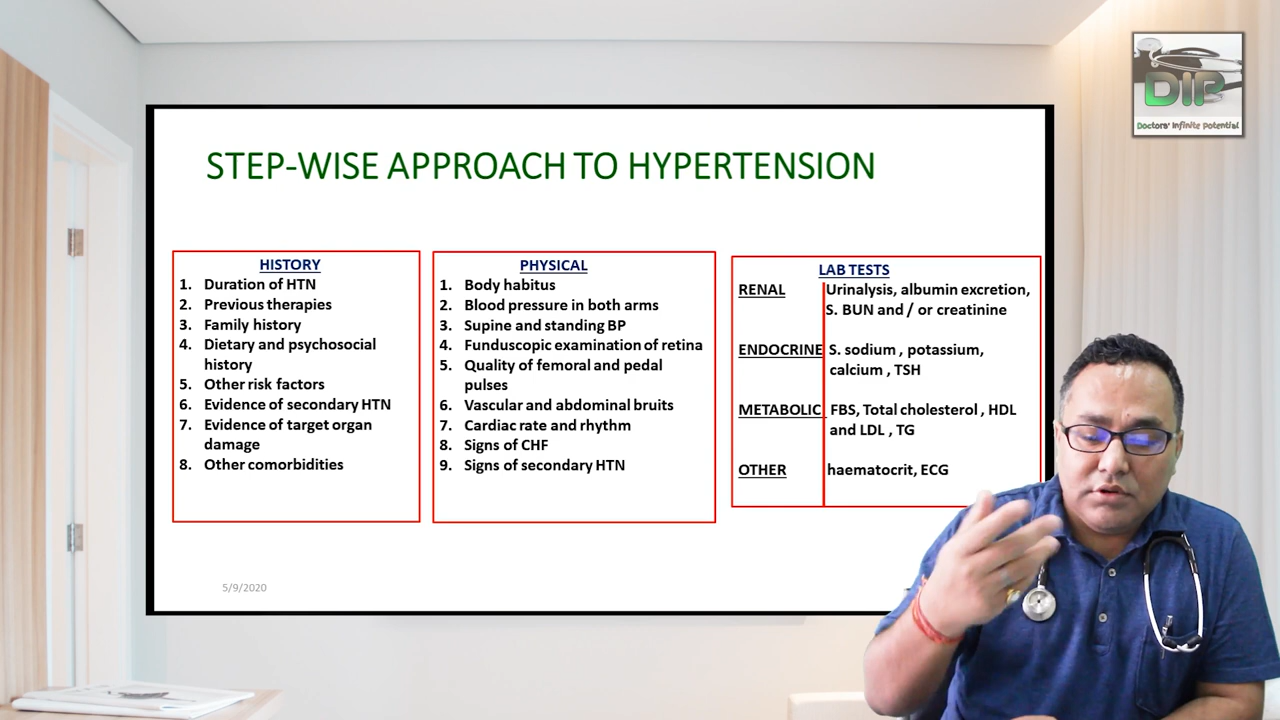 DIP
Doctors' Infinite Potential
STEP-WISE APPROACH TO HYPERTENSION
HISTORY
1. Duration of HTN
2. Previous therapies
3. Family history
4. Dietary and psychosocial
history
5. Other risk factors
6. Evidence of secondary HTN
7. Evidence of target organ
damage
8. Other comorbidities
PHYSICAL
1. Body habitus
2. Blood pressure in both arms
3. Supine and standing BP
4. Funduscopic examination of retina
5. Quality of femoral and pedal
pulses
6. Vascular and abdominal bruits
7. Cardiac rate and rhythm
8. Signs of CHF
9. Signs of secondary HTN
LAB TESTS
RENAL Urinalysis, albumin excretion,
S. BUN and / or creatinine
ENDOCRINE S. sodium , potassium,
calcium , TSH
METABOLIC FBS, Total cholesterol , HDL
and LDL , TG
OTHER haematocrit, ECG
5/9/2020